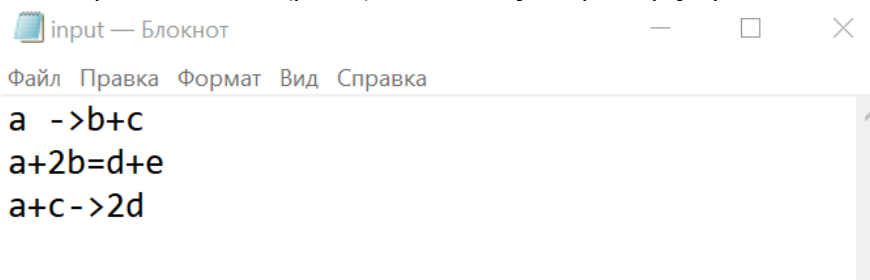 input — Блокнот
Файл Правка Формат Вид Справка
a ->b+c
a+2b=d+e
a+c->2d